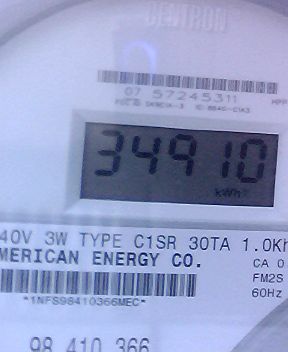 CENTRON
07 57245311
34910
kWh
40V 3W TYPE C1SR 30TA 1.0Kh
MERICAN ENERGY CO.
CA 0.
FM2S
60Hz
*1NFS98410366MEC*
98 410 366